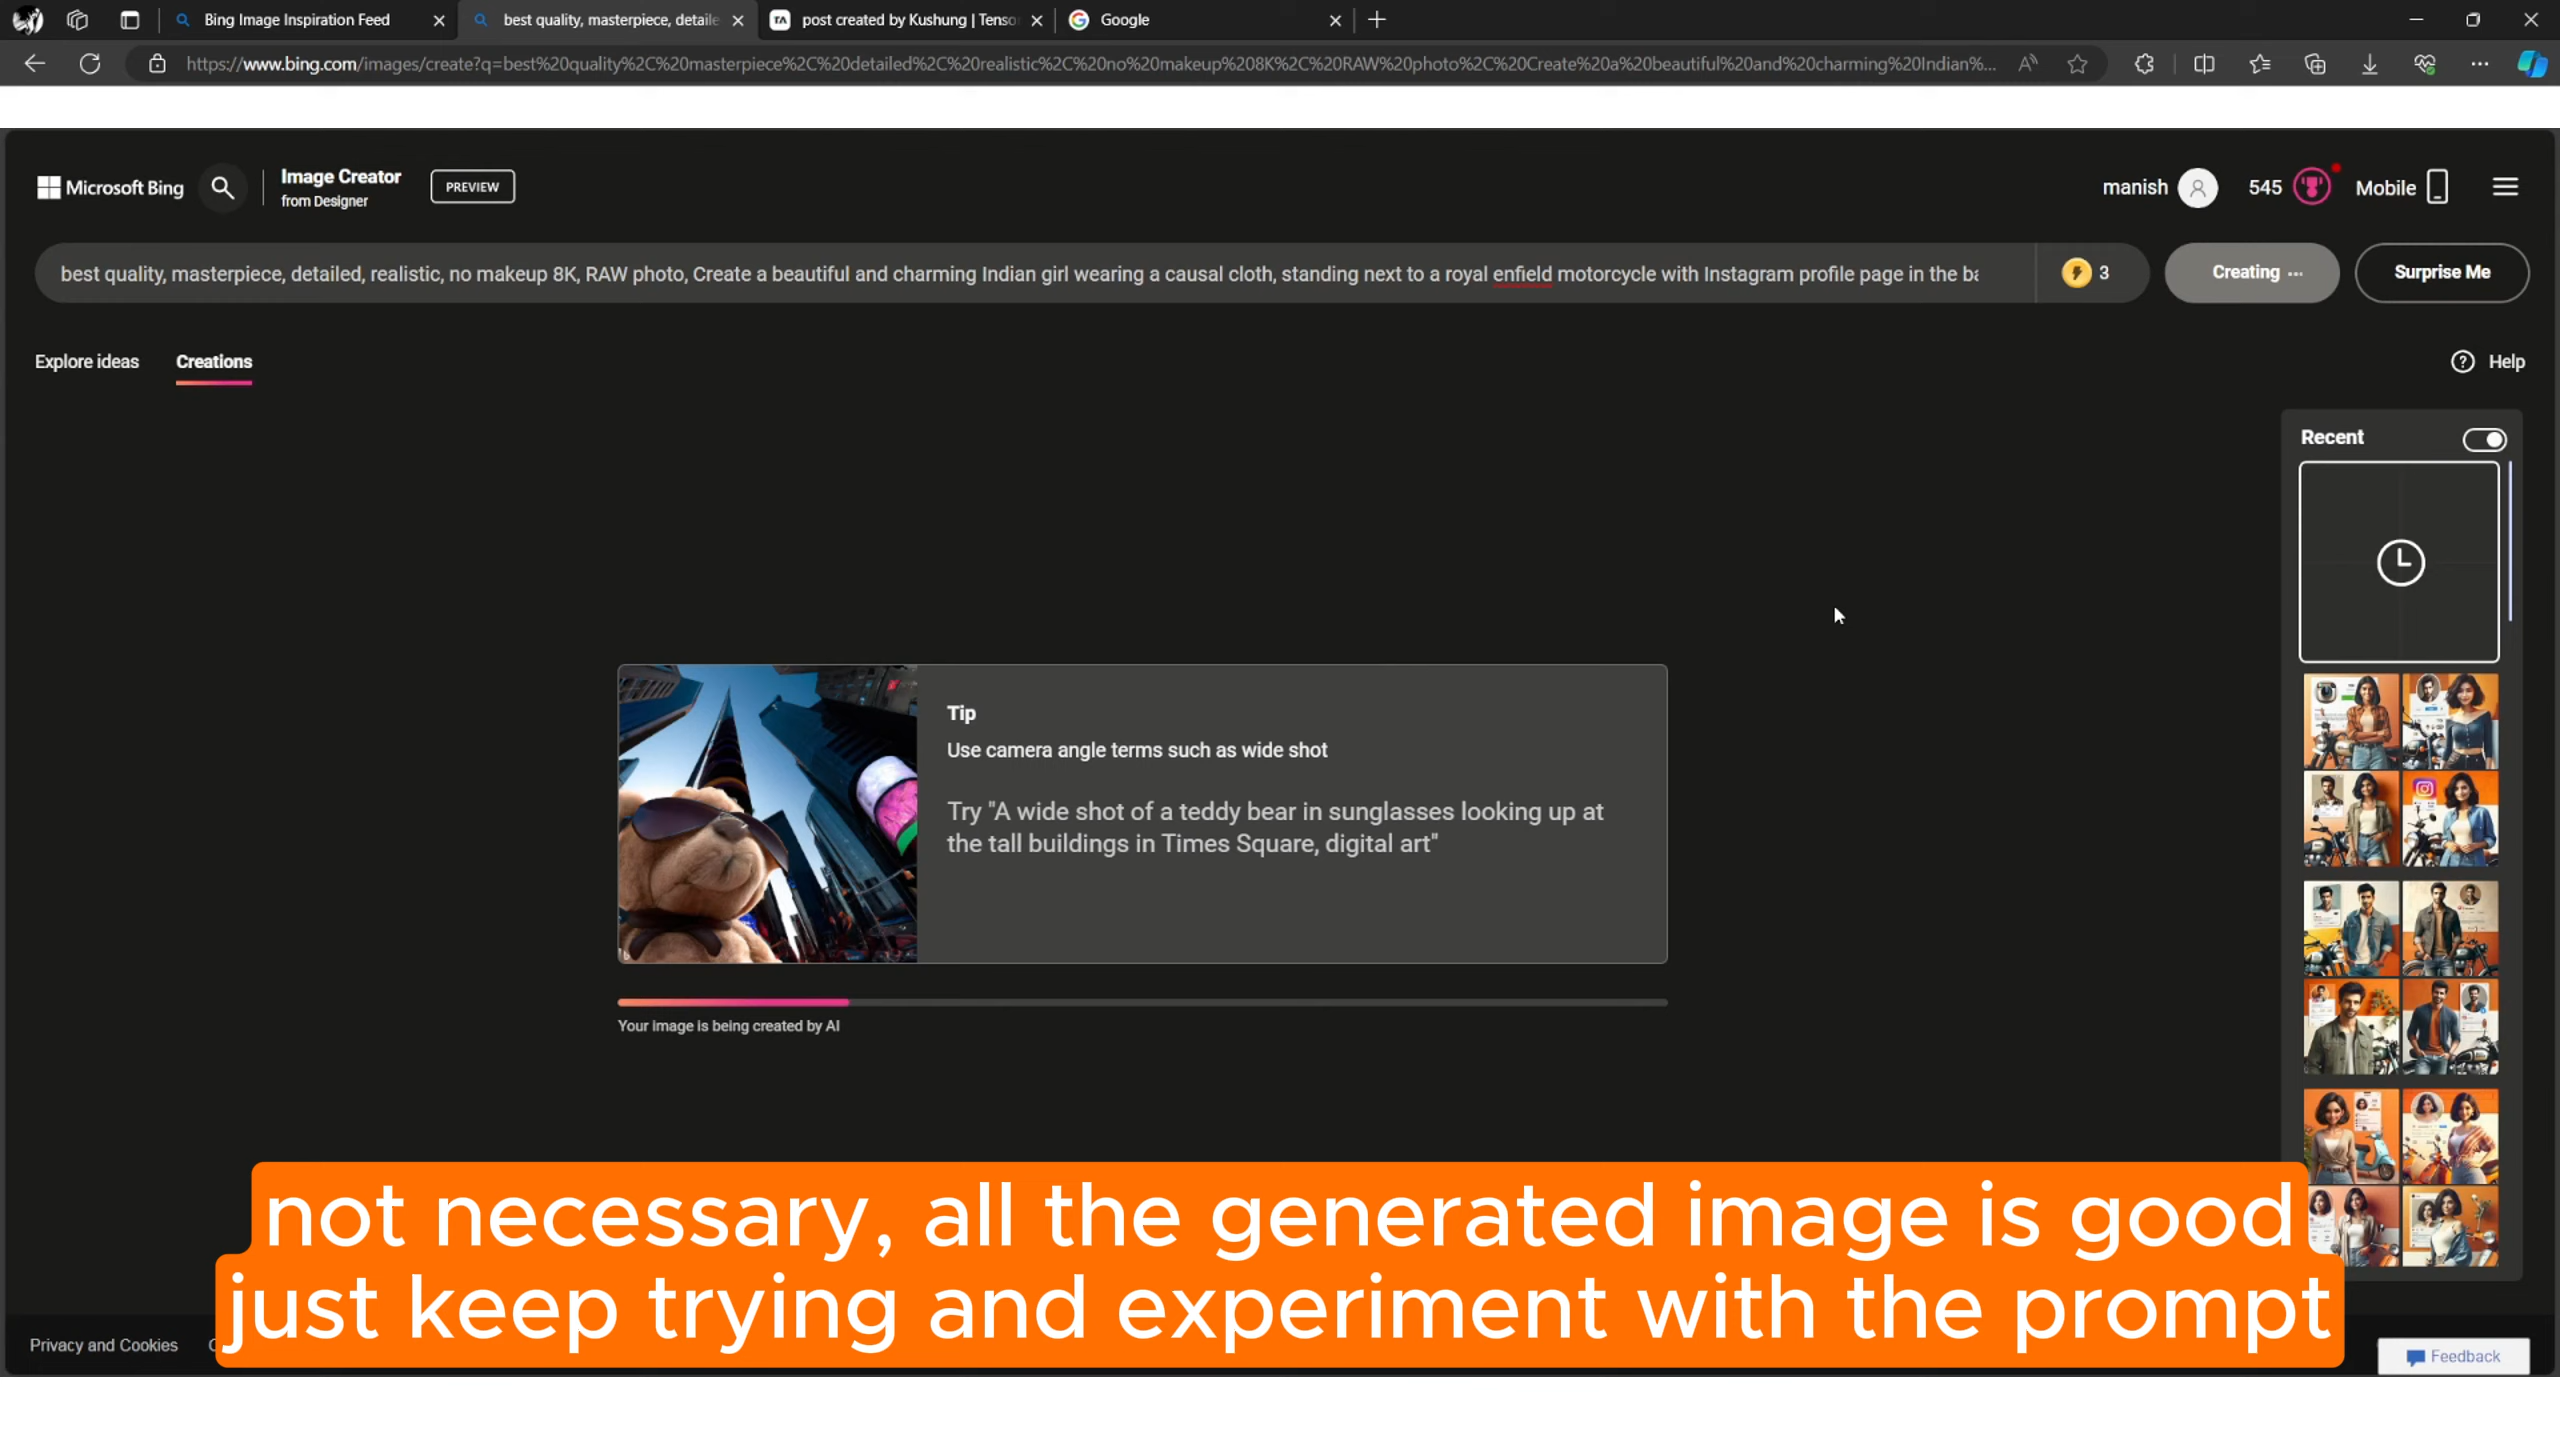 Bing Image Inspiration Feed
best quality, masterpiece, detaile
post created by Kushung | Tenso
Google
https://www.bing.com/images/create?q=best%20quality%2C%20masterpiece%2C%20detailed%2C%20realistic%2C%20no%20makeup%208K%2C%20RAW%20photo%2C%20Create%20a%20beautiful%20and%20charming%20Indian%...
Microsoft Bing
Image Creator
from Designer
PREVIEW
manish
545
Mobile
best quality, masterpiece, detailed, realistic, no makeup 8K, RAW photo, Create a beautiful and charming Indian girl wearing a causal cloth, standing next to a royal enfield motorcycle with Instagram profile page in the ba
3
Creating ...
Surprise Me
Explore ideas
Creations
Help
Recent
Tip
Use camera angle terms such as wide shot
Try "A wide shot of a teddy bear in sunglasses looking up at
the tall buildings in Times Square, digital art"
Your image is being created by AI
not necessary, all the generated image is good
just keep trying and experiment with the prompt
Privacy and Cookies
Feedback